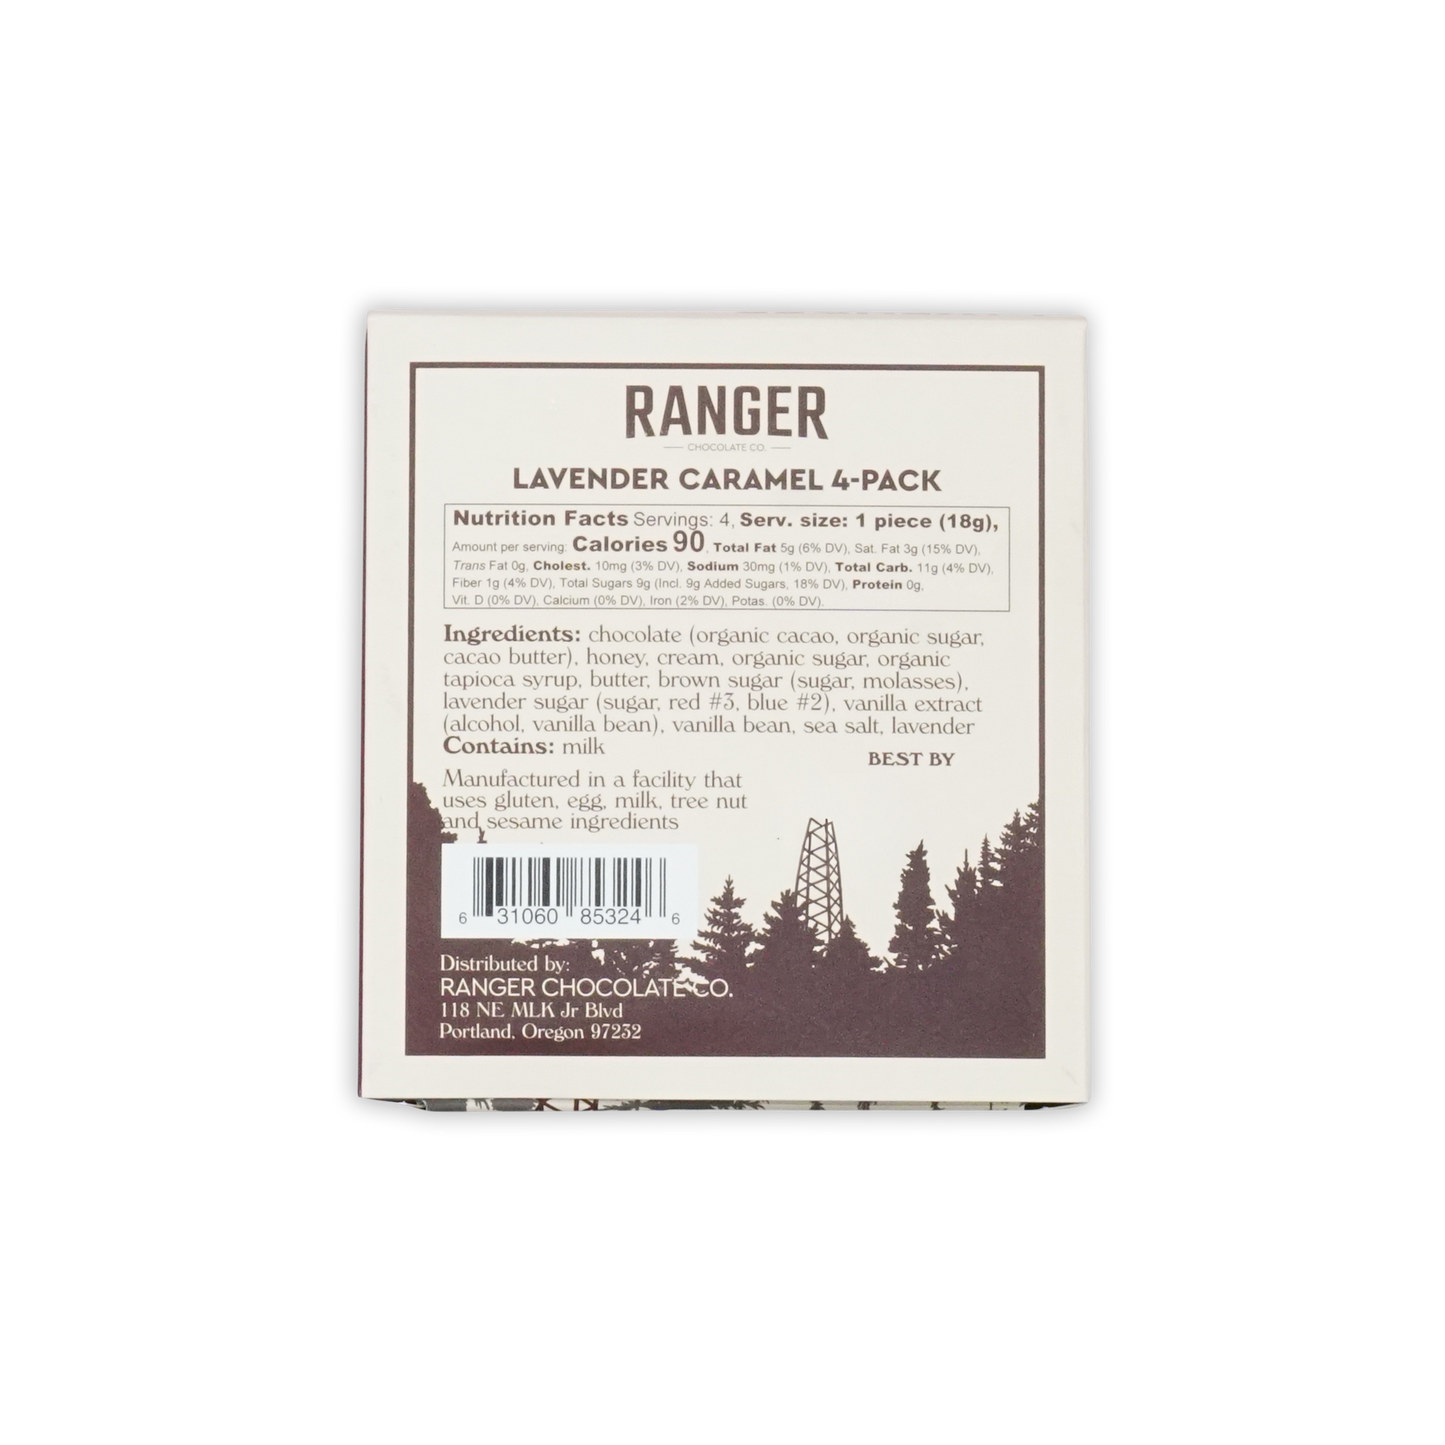 RANGER
CHOCOLATE CO.
LAVENDER CARAMEL 4-PACK
Nutrition Facts Servings: 4, Serv. size: 1 piece (18g),
Amount per serving: Calories 90, Total Fat 5g (6% DV), Sat. Fat 3g (15% DV),
Trans Fat 0g, Cholest. 10mg (3% DV), Sodium 30mg (1% DV), Total Carb. 11g (4% DV),
Fiber 1g (4% DV), Total Sugars 9g (Incl. 9g Added Sugars, 18% DV), Protein 0g,
Vit. D (0% DV), Calcium (0% DV), Iron (2% DV), Potas. (0% DV).
Ingredients: chocolate (organic cacao, organic sugar,
cacao butter), honey, cream, organic sugar, organic
tapioca syrup, butter, brown sugar (sugar, molasses),
lavender sugar (sugar, red #3, blue #2), vanilla extract
(alcohol, vanilla bean), vanilla bean, sea salt, lavender
Contains: milk
BEST BY
Manufactured in a facility that
uses gluten, egg, milk, tree nut
and sesame ingredients
6 31060 85324 6
Distributed by:
RANGER CHOCOLATE CO.
118 NE MLK Jr Blvd
Portland, Oregon 97232